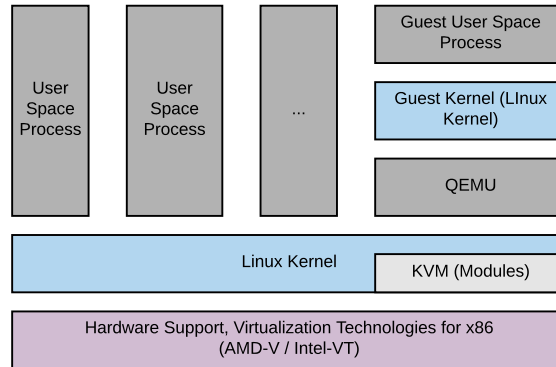 User
Space
Process
User
Space
Process
...
Guest User Space
Process
Guest Kernel (LInux
Kernel)
QEMU
Linux Kernel
KVM (Modules)
Hardware Support, Virtualization Technologies for x86
(AMD-V / Intel-VT)